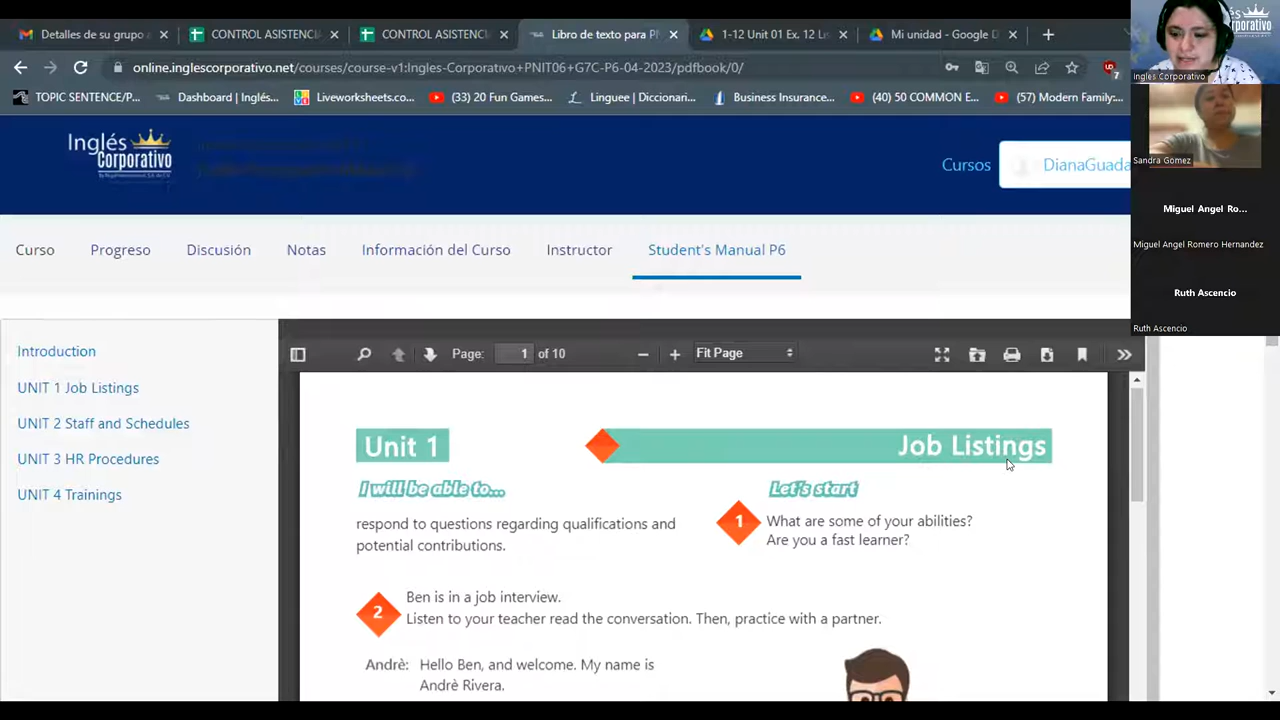 Detalles de su grupo
CONTROL ASISTENCI
CONTROL ASISTENC
Libro de texto para P
1-12 Unit 01 Ex. 12 Li
Mi unidad - Google D
online.inglescorporativo.net/courses/course-v1:Ingles-Corporativo+PNIT06+G7C-P6-04-2023/pdfbook/0/
TOPIC SENTENCE/P...
Dashboard | Inglés...
Liveworksheets.co...
(33) 20 Fun Games...
Linguee | Diccionari...
Business Insurance...
(40) 50 COMMON E...
(57) Modern Family:...
Ingles Corporativo
Sandra Gomez
Miguel Angel Ro...
Miguel Angel Romero Hernandez
Ruth Ascencio
Ruth Ascencio
Inglés
Corporativo
Cursos
DianaGuada
Curso
Progreso
Discusión
Notas
Información del Curso
Instructor
Student's Manual P6
Introduction
UNIT 1 Job Listings
UNIT 2 Staff and Schedules
UNIT 3 HR Procedures
UNIT 4 Trainings
Page: 1 of 10
Fit Page
Unit 1
Job Listings
I will be able to...
respond to questions regarding qualifications and
potential contributions.
Let's start
1
What are some of your abilities?
Are you a fast learner?
2
Ben is in a job interview.
Listen to your teacher read the conversation. Then, practice with a partner.
Andrè: Hello Ben, and welcome. My name is
Andrè Rivera.